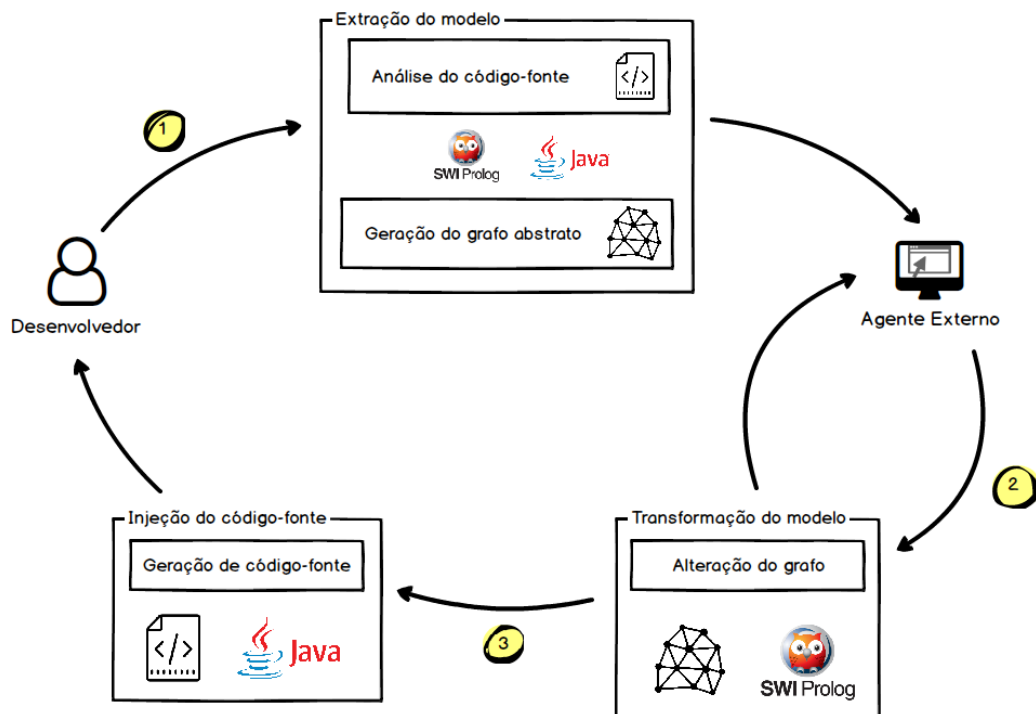 Extração do modelo
Análise do código-fonte
1
SWI Prolog
Java
Geração do grafo abstrato
Desenvolvedor
Agente Externo
2
Injeção do código-fonte
Geração de código-fonte
Java
3
Transformação do modelo
Alteração do grafo
SWI Prolog